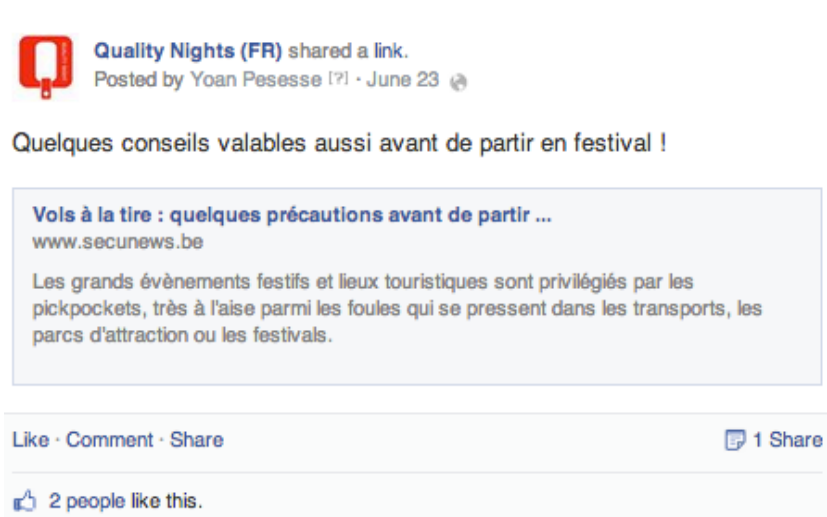 Quality Nights (FR) shared a link.
Posted by Yoan Pesesse [?] · June 23
Quelques conseils valables aussi avant de partir en festival !
Vols à la tire : quelques précautions avant de partir ...
www.secunews.be
Les grands évènements festifs et lieux touristiques sont privilégiés par les
pickpockets, très à l'aise parmi les foules qui se pressent dans les transports, les
parcs d'attraction ou les festivals.
Like · Comment · Share
1 Share
2 people like this.